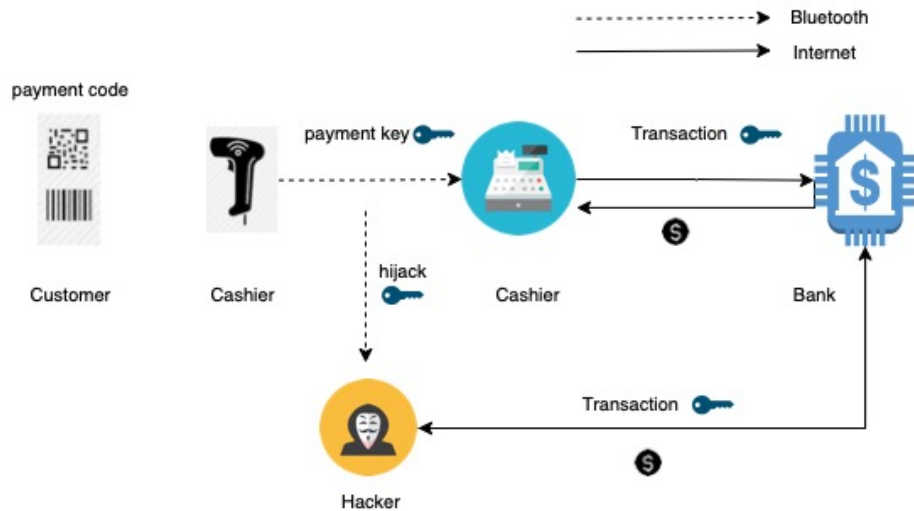 Bluetooth
Internet
payment code
payment key
Transaction
$
$
hijack
Customer
Cashier
Cashier
Bank
Transaction
$
Hacker